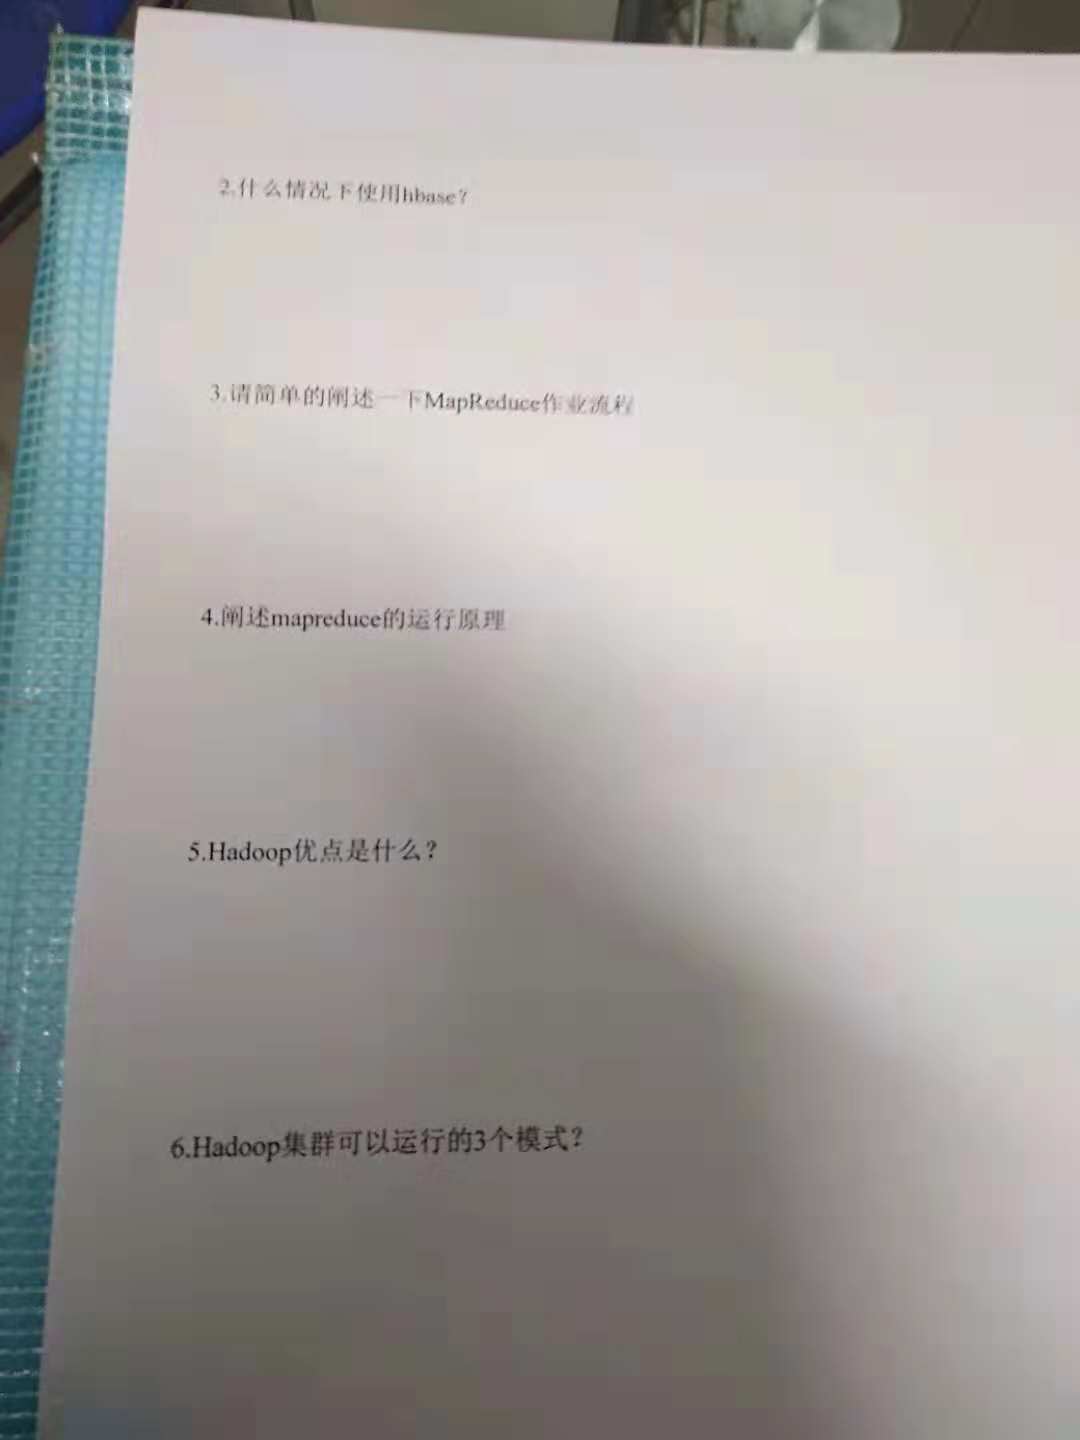 2.什么情况下使用hbase？
3.请简单的阐述一下MapReduce作业流程
4.阐述mapreduce的运行原理
5.Hadoop优点是什么？
6.Hadoop集群可以运行的3个模式？